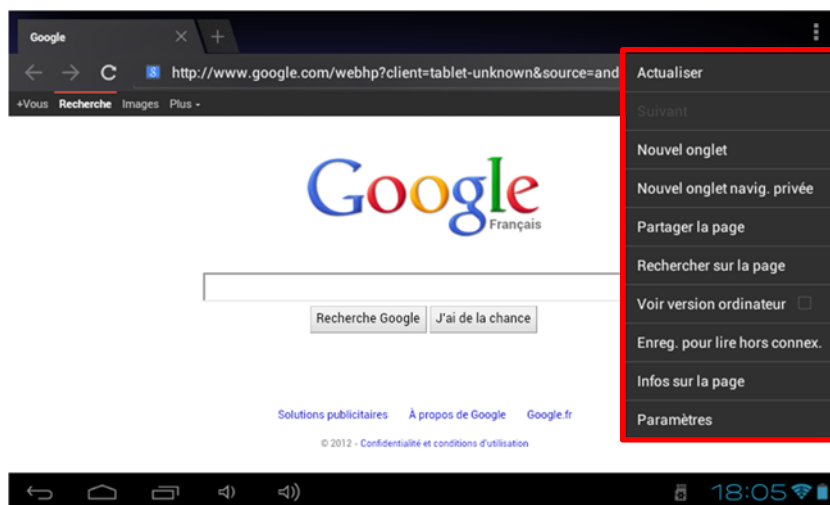 Google
http://www.google.com/webhp?client=tablet-unknown&source=and
+Vous Recherche Images Plus
Google
Français
Recherche Google J'ai de la chance
Solutions publicitaires À propos de Google Google.fr
© 2012 - Confidentialité et conditions d'utilisation
Actualiser
Suivant
Nouvel onglet
Nouvel onglet navig. privée
Partager la page
Rechercher sur la page
Voir version ordinateur
Enreg. pour lire hors connex.
Infos sur la page
Paramètres
18:05